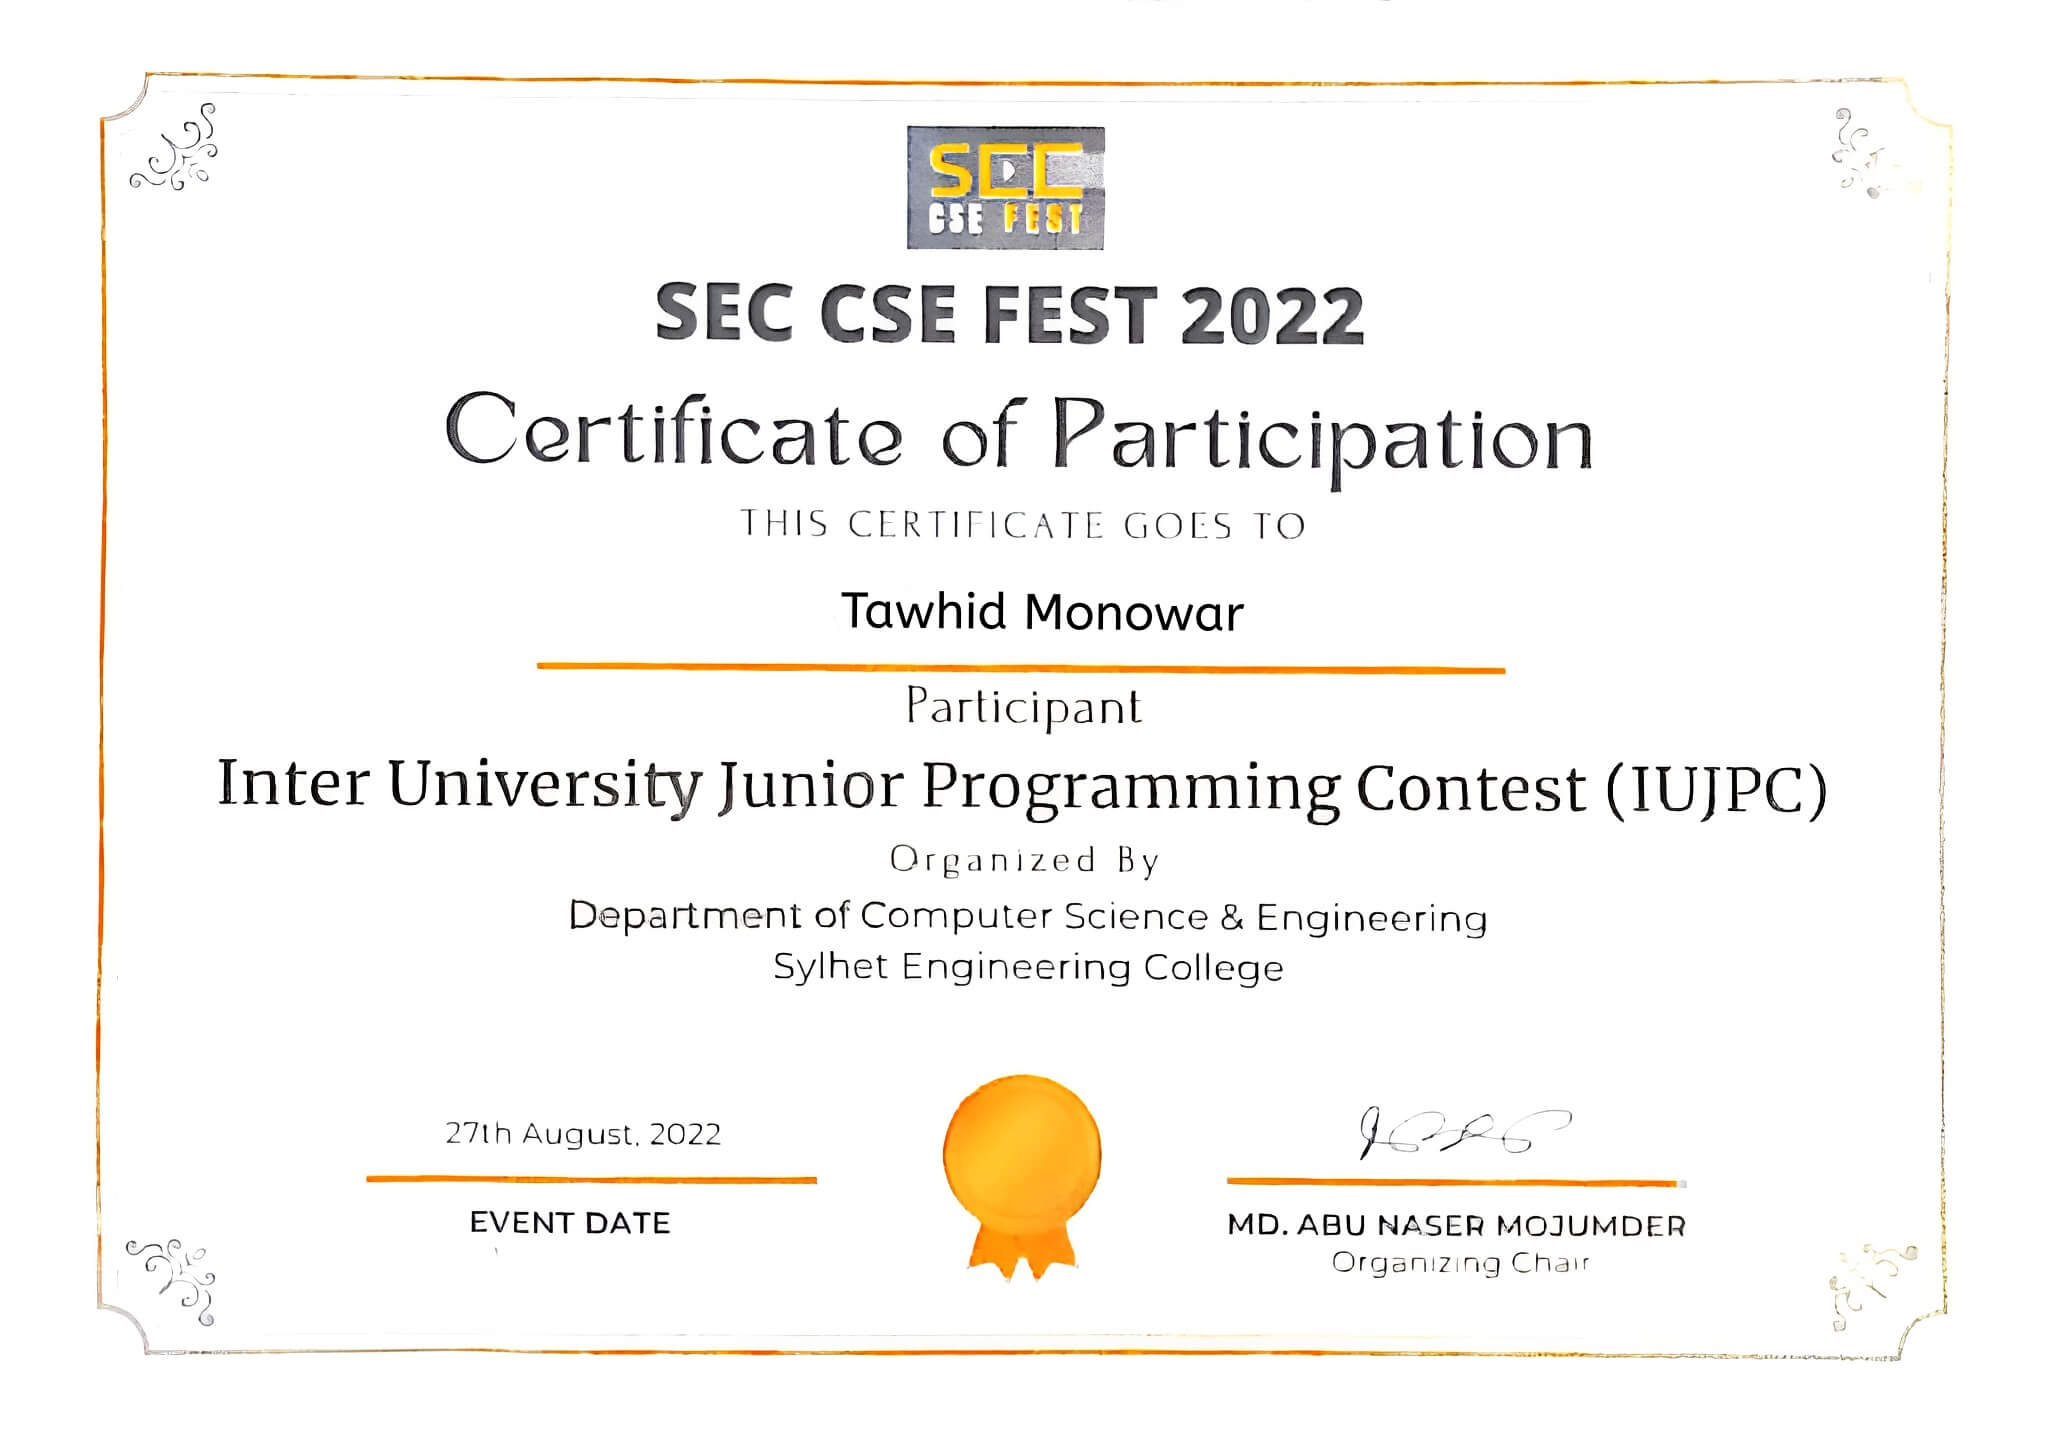 SEC
CSE FEST
SEC CSE FEST 2022
Certificate of Participation
THIS CERTIFICATE GOES TO
Tawhid Monowar
Participant
Inter University Junior Programming Contest (IUJPC)
Organized By
Department of Computer Science & Engineering
Sylhet Engineering College
27th August, 2022
EVENT DATE
MD. ABU NASER MOJUMDER
Organizing Chair